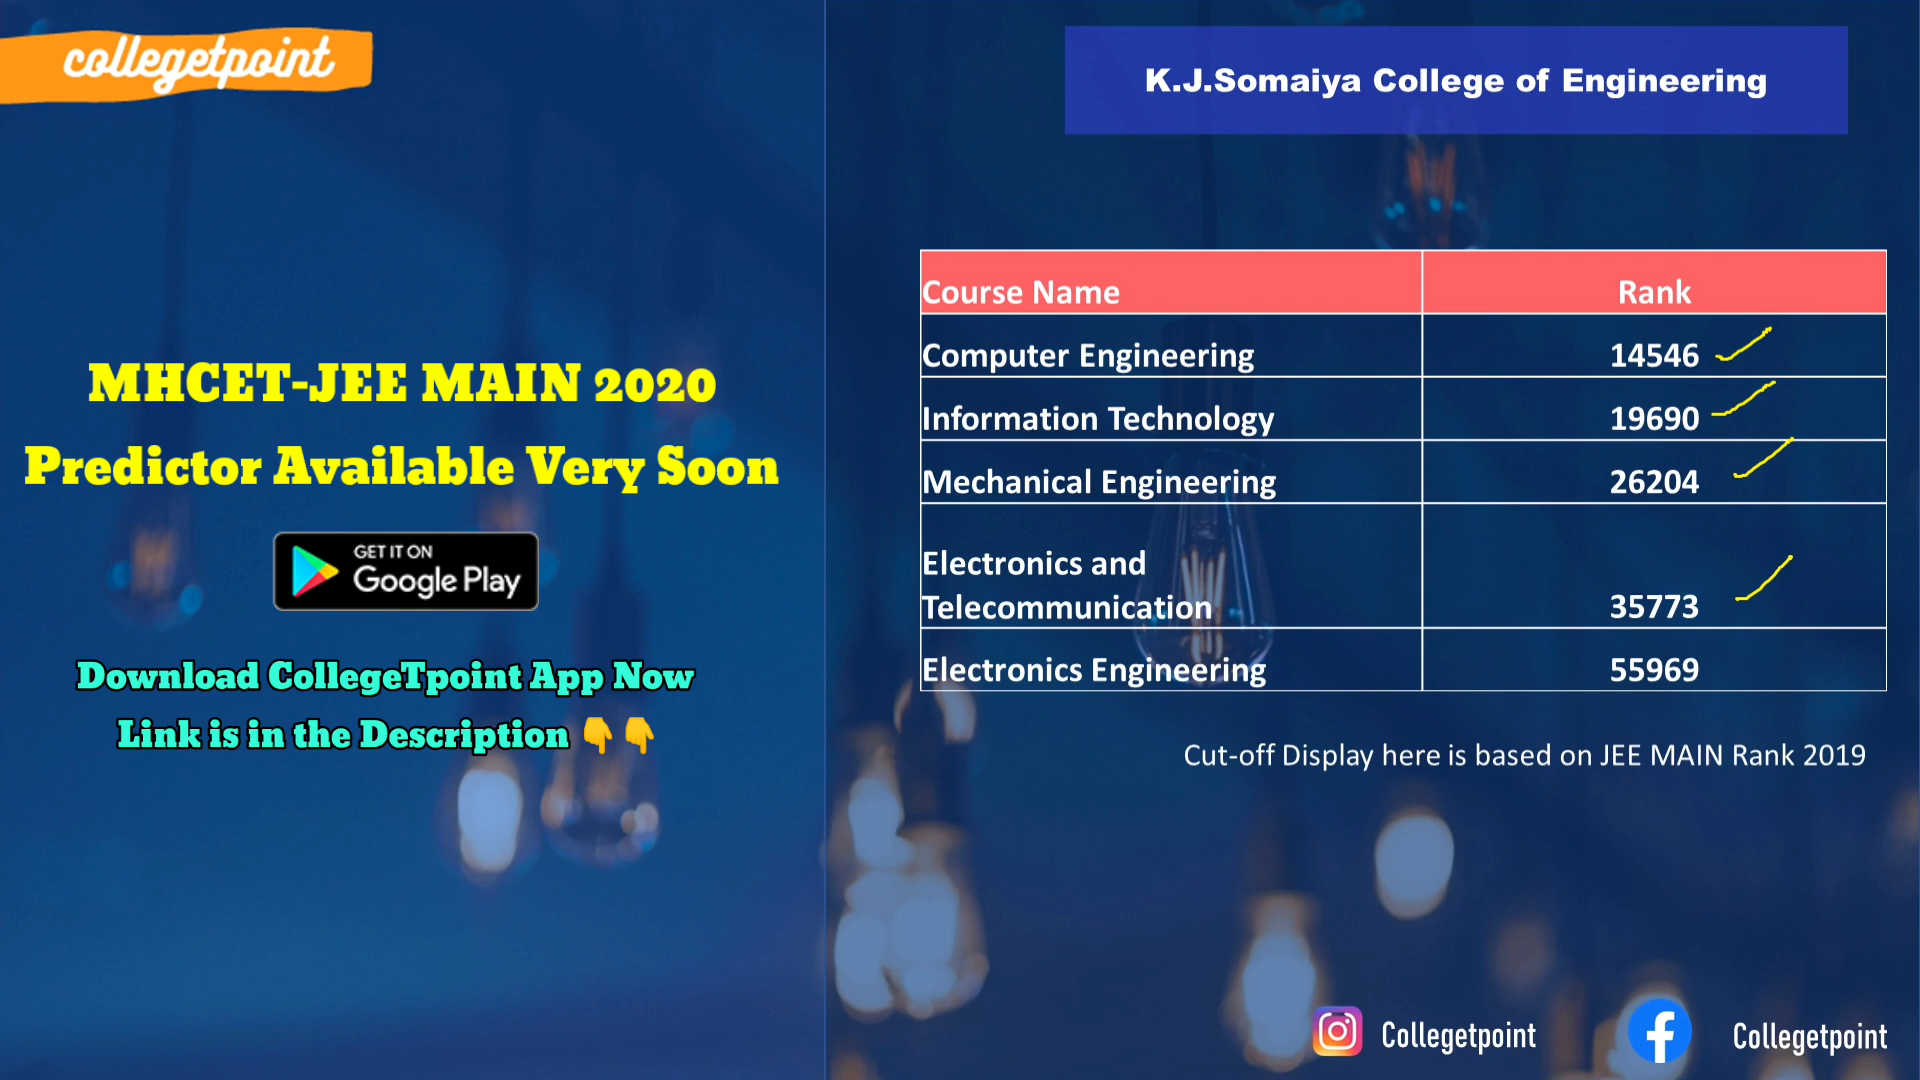 collegetpoint
K.J.Somaiya College of Engineering
MHCET-JEE MAIN 2020
Predictor Available Very Soon
GET IT ON
Google Play
Download CollegeTpoint App Now
Link is in the Description 👇👇
Course Name Rank
Computer Engineering 14546
Information Technology 19690
Mechanical Engineering 26204
Electronics and
Telecommunication 35773
Electronics Engineering 55969
Cut-off Display here is based on JEE MAIN Rank 2019
Collegetpoint Collegetpoint